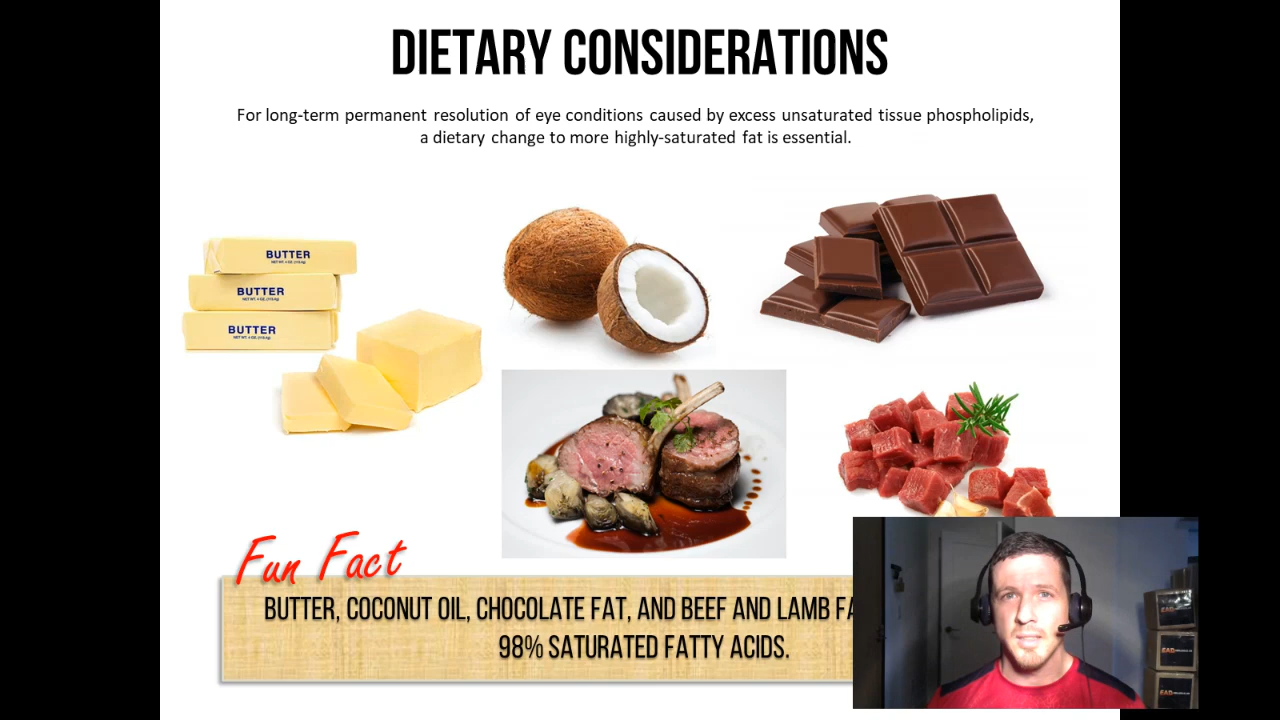 DIETARY CONSIDERATIONS
For long-term permanent resolution of eye conditions caused by excess unsaturated tissue phospholipids,
a dietary change to more highly-saturated fat is essential.
BUTTER
BUTTER
BUTTER
Fun Fact
BUTTER, COCONUT OIL, CHOCOLATE FAT, AND BEEF AND LAMB
98% SATURATED FATTY ACIDS.